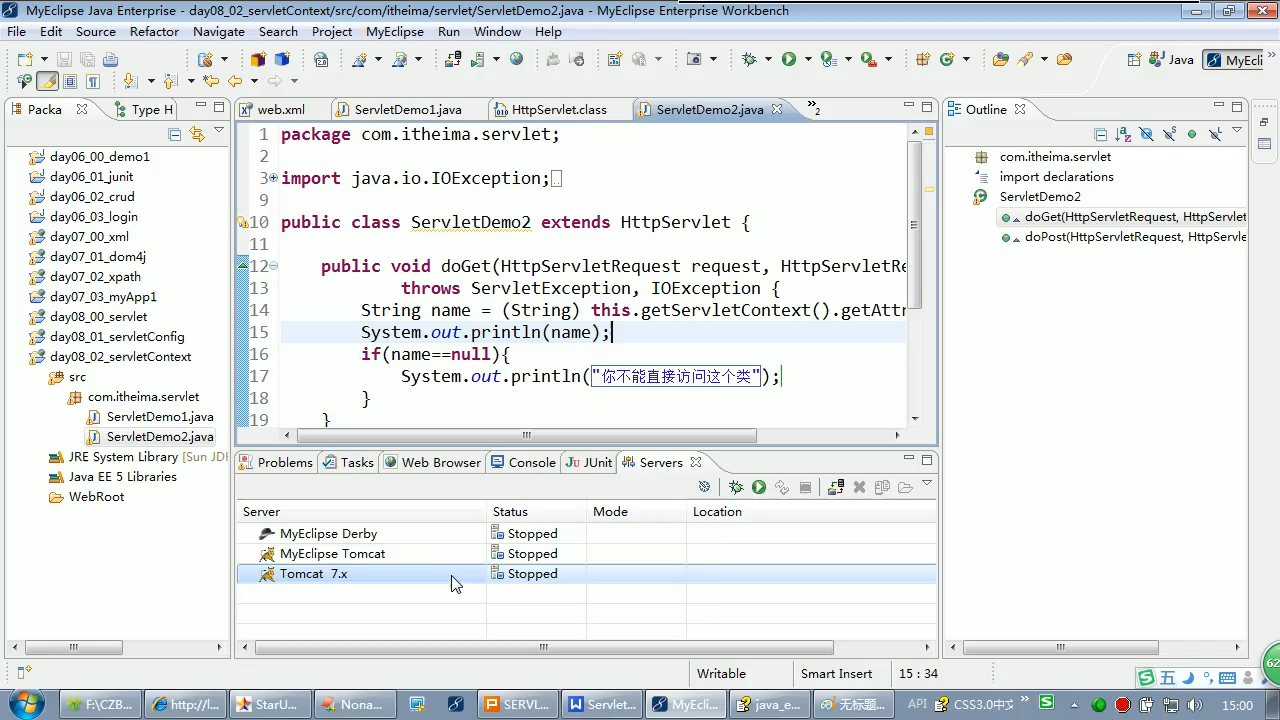 MyEclipse Java Enterprise - day08_02_servletContext/src/com/itheima/servlet/ServletDemo2.java - MyEclipse Enterprise Workbench
File Edit Source Refactor Navigate Search Project MyEclipse Run Window Help
Java MyEcli
Packa Type H
web.xml ServletDemo1.java HttpServlet.class ServletDemo2.java »2
Outline
day06_00_demo1
day06_01_junit
day06_02_crud
day06_03_login
day07_00_xml
day07_01_dom4j
day07_02_xpath
day07_03_myApp1
day08_00_servlet
day08_01_servletConfig
day08_02_servletContext
src
com.itheima.servlet
ServletDemo1.java
ServletDemo2.java
JRE System Library [Sun JD
Java EE 5 Libraries
WebRoot
1 package com.itheima.servlet;
2
3 import java.io.IOException;
9
10 public class ServletDemo2 extends HttpServlet {
11
12 public void doGet(HttpServletRequest request, HttpServletRe
13 throws ServletException, IOException {
14 String name = (String) this.getServletContext().getAttr
15 System.out.println(name);
16 if(name==null){
17 System.out.println("你不能直接访问这个类");
18 }
19 }
com.itheima.servlet
import declarations
ServletDemo2
doGet(HttpServletRequest, HttpServlet
doPost(HttpServletRequest, HttpServle
Problems Tasks Web Browser Console JUnit Servers
Server Status Mode Location
MyEclipse Derby Stopped
MyEclipse Tomcat Stopped
Tomcat 7.x Stopped
Writable Smart Insert 15 : 34
62
五
F:\CZB... http://l... StarU... Nona... SERVL... Servlet... MyEcli... java_e... 无标题... API CSS3.0中文 » 15:00